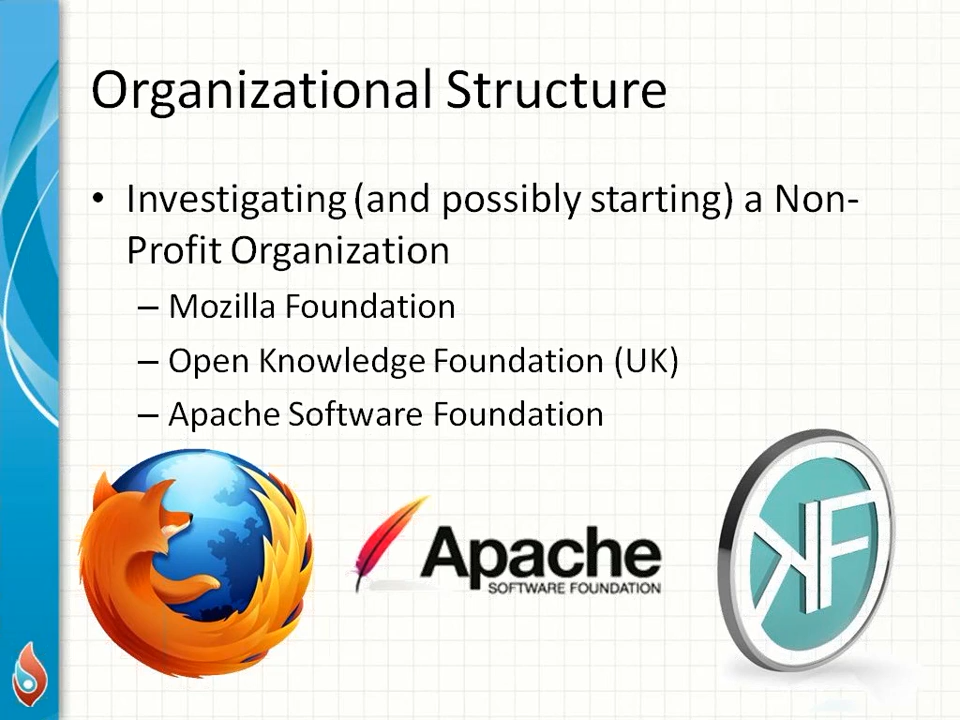 Organizational Structure
• Investigating (and possibly starting) a Non-
Profit Organization
– Mozilla Foundation
– Open Knowledge Foundation (UK)
– Apache Software Foundation
Apache
SOFTWARE FOUNDATION
KF